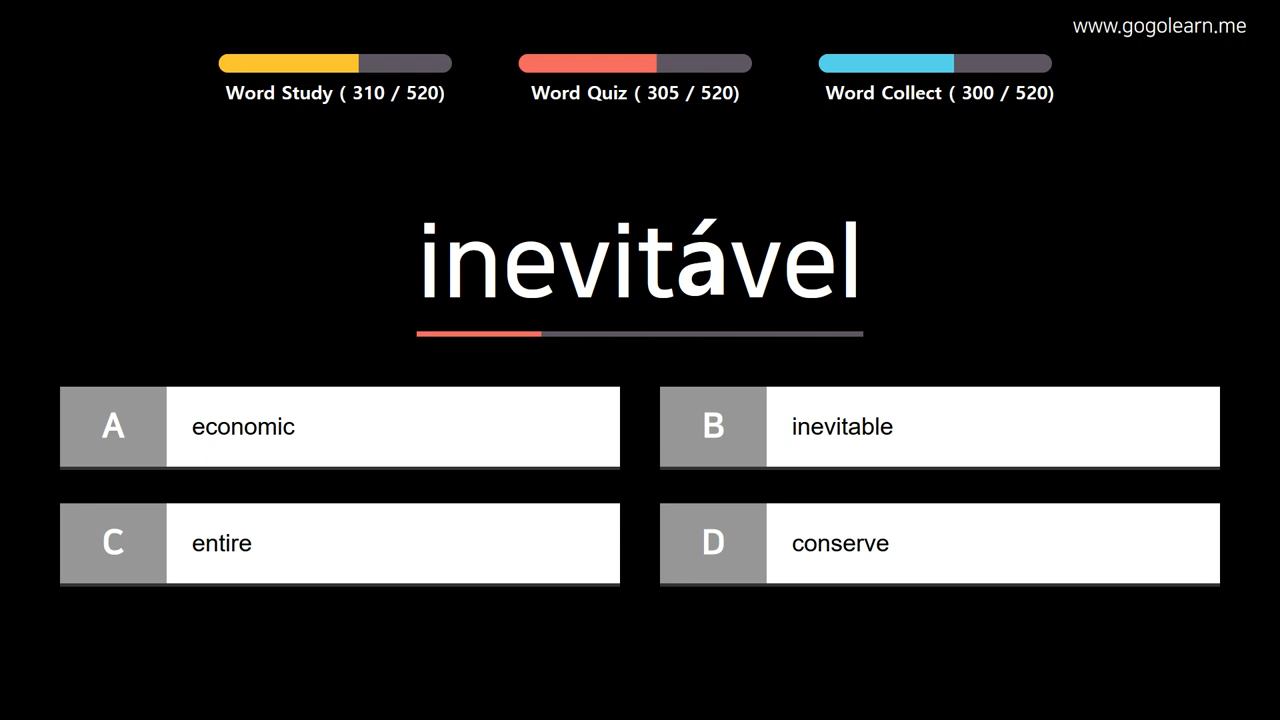 www.gogolearn.me
Word Study ( 310 / 520)
Word Quiz ( 305 / 520)
Word Collect ( 300 / 520)
inevitável
A economic
B inevitable
C entire
D conserve